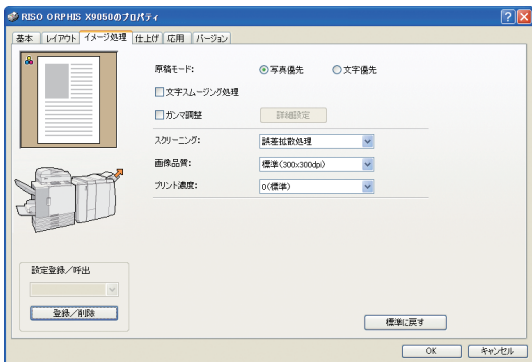 RISO ORPHIS X9050のプロパティ
基本 レイアウト イメージ処理 仕上げ 応用 バージョン
原稿モード: 写真優先 文字優先
文字スムージング処理
ガンマ調整 詳細設定
スクリーニング: 誤差拡散処理
画像品質: 標準(300x300dpi)
プリント濃度: 0(標準)
設定登録/呼出
登録/削除
標準に戻す
OK キャンセル